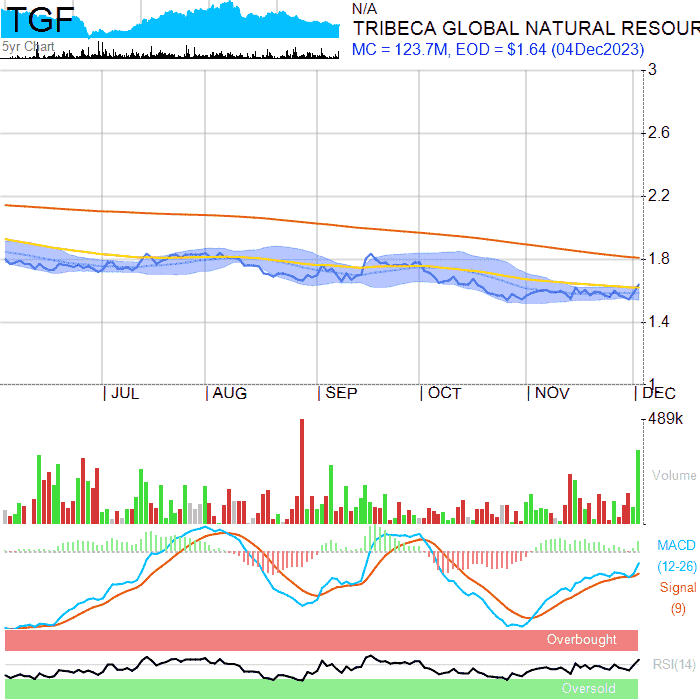 TGF
5yr Chart
N/A
TRIBECA GLOBAL NATURAL RESOUR
MC = 123.7M, EOD = $1.64 (04Dec2023)
3
2.6
2.2
1.8
1.4
1
JUL
AUG
SEP
OCT
NOV
DEC
489k
Volume
MACD
(12-26)
Signal
(9)
Overbought
RSI(14)
Oversold